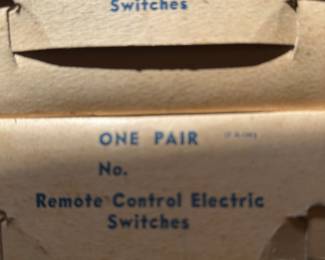 Switches
ONE PAIR
No.
Remote Control Electric
Switches